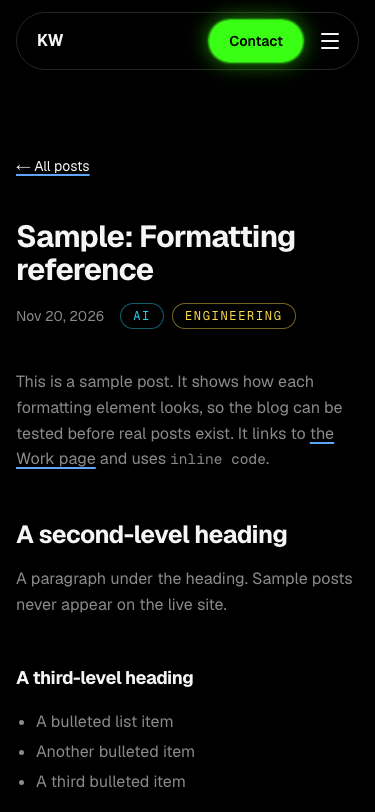 KW
Contact
← All posts
Sample: Formatting
reference
Nov 20, 2026
AI
ENGINEERING
This is a sample post. It shows how each
formatting element looks, so the blog can be
tested before real posts exist. It links to the
Work page and uses inline code.
A second-level heading
A paragraph under the heading. Sample posts
never appear on the live site.
A third-level heading
• A bulleted list item
• Another bulleted item
• A third bulleted item